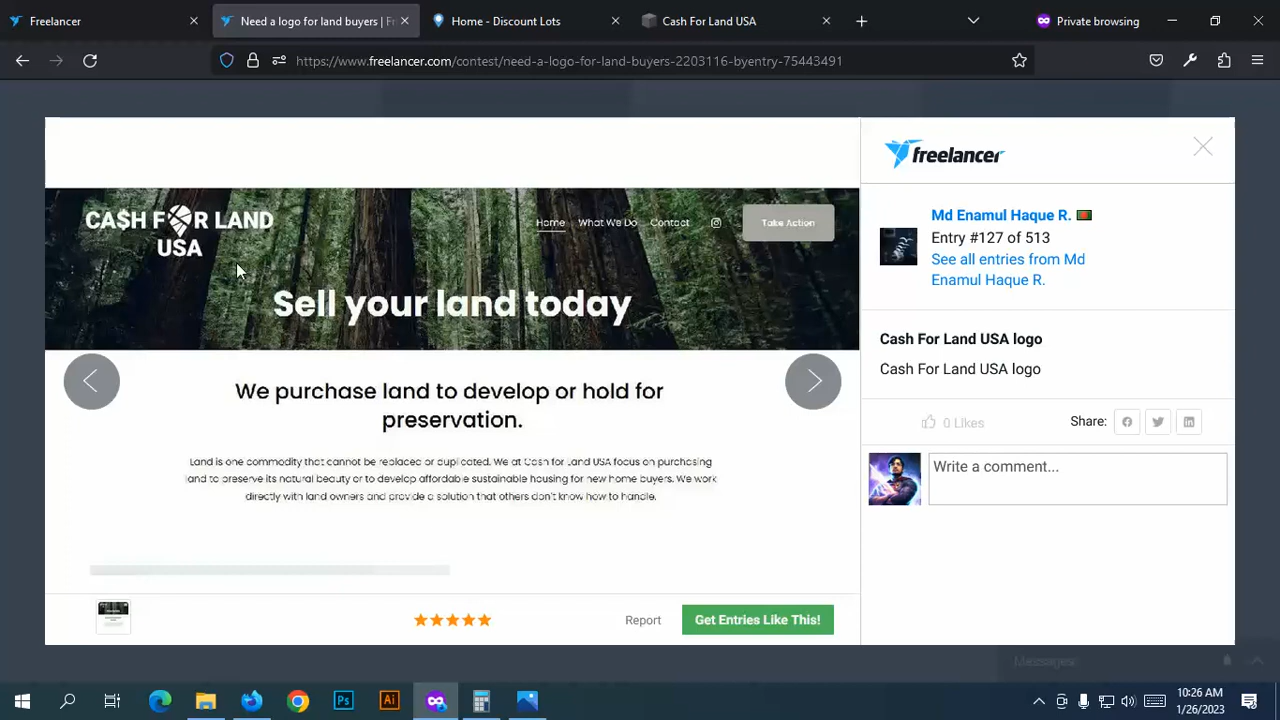 Freelancer
Need a logo for land buyers | Fr
Home - Discount Lots
Cash For Land USA
Private browsing
https://www.freelancer.com/contest/need-a-logo-for-land-buyers-2203116-byentry-75443491
freelancer
CA$H FOR LAND
USA
Home
What We Do
Contact
Take Action
Sell your land today
We purchase land to develop or hold for
preservation.
Land is one commodity that cannot be replaced or duplicated. We at Cash for Land USA focus on purchasing
land to preserve its natural beauty or to develop affordable sustainable housing for new home buyers. We work
directly with land owners and provide a solution that others don't know how to handle.
Md Enamul Haque R.
Entry #127 of 513
See all entries from Md
Enamul Haque R.
Cash For Land USA logo
Cash For Land USA logo
0 Likes
Share:
Write a comment...
Report
Get Entries Like This!
Messages
Ps
Ai
10:26 AM
1/26/2023